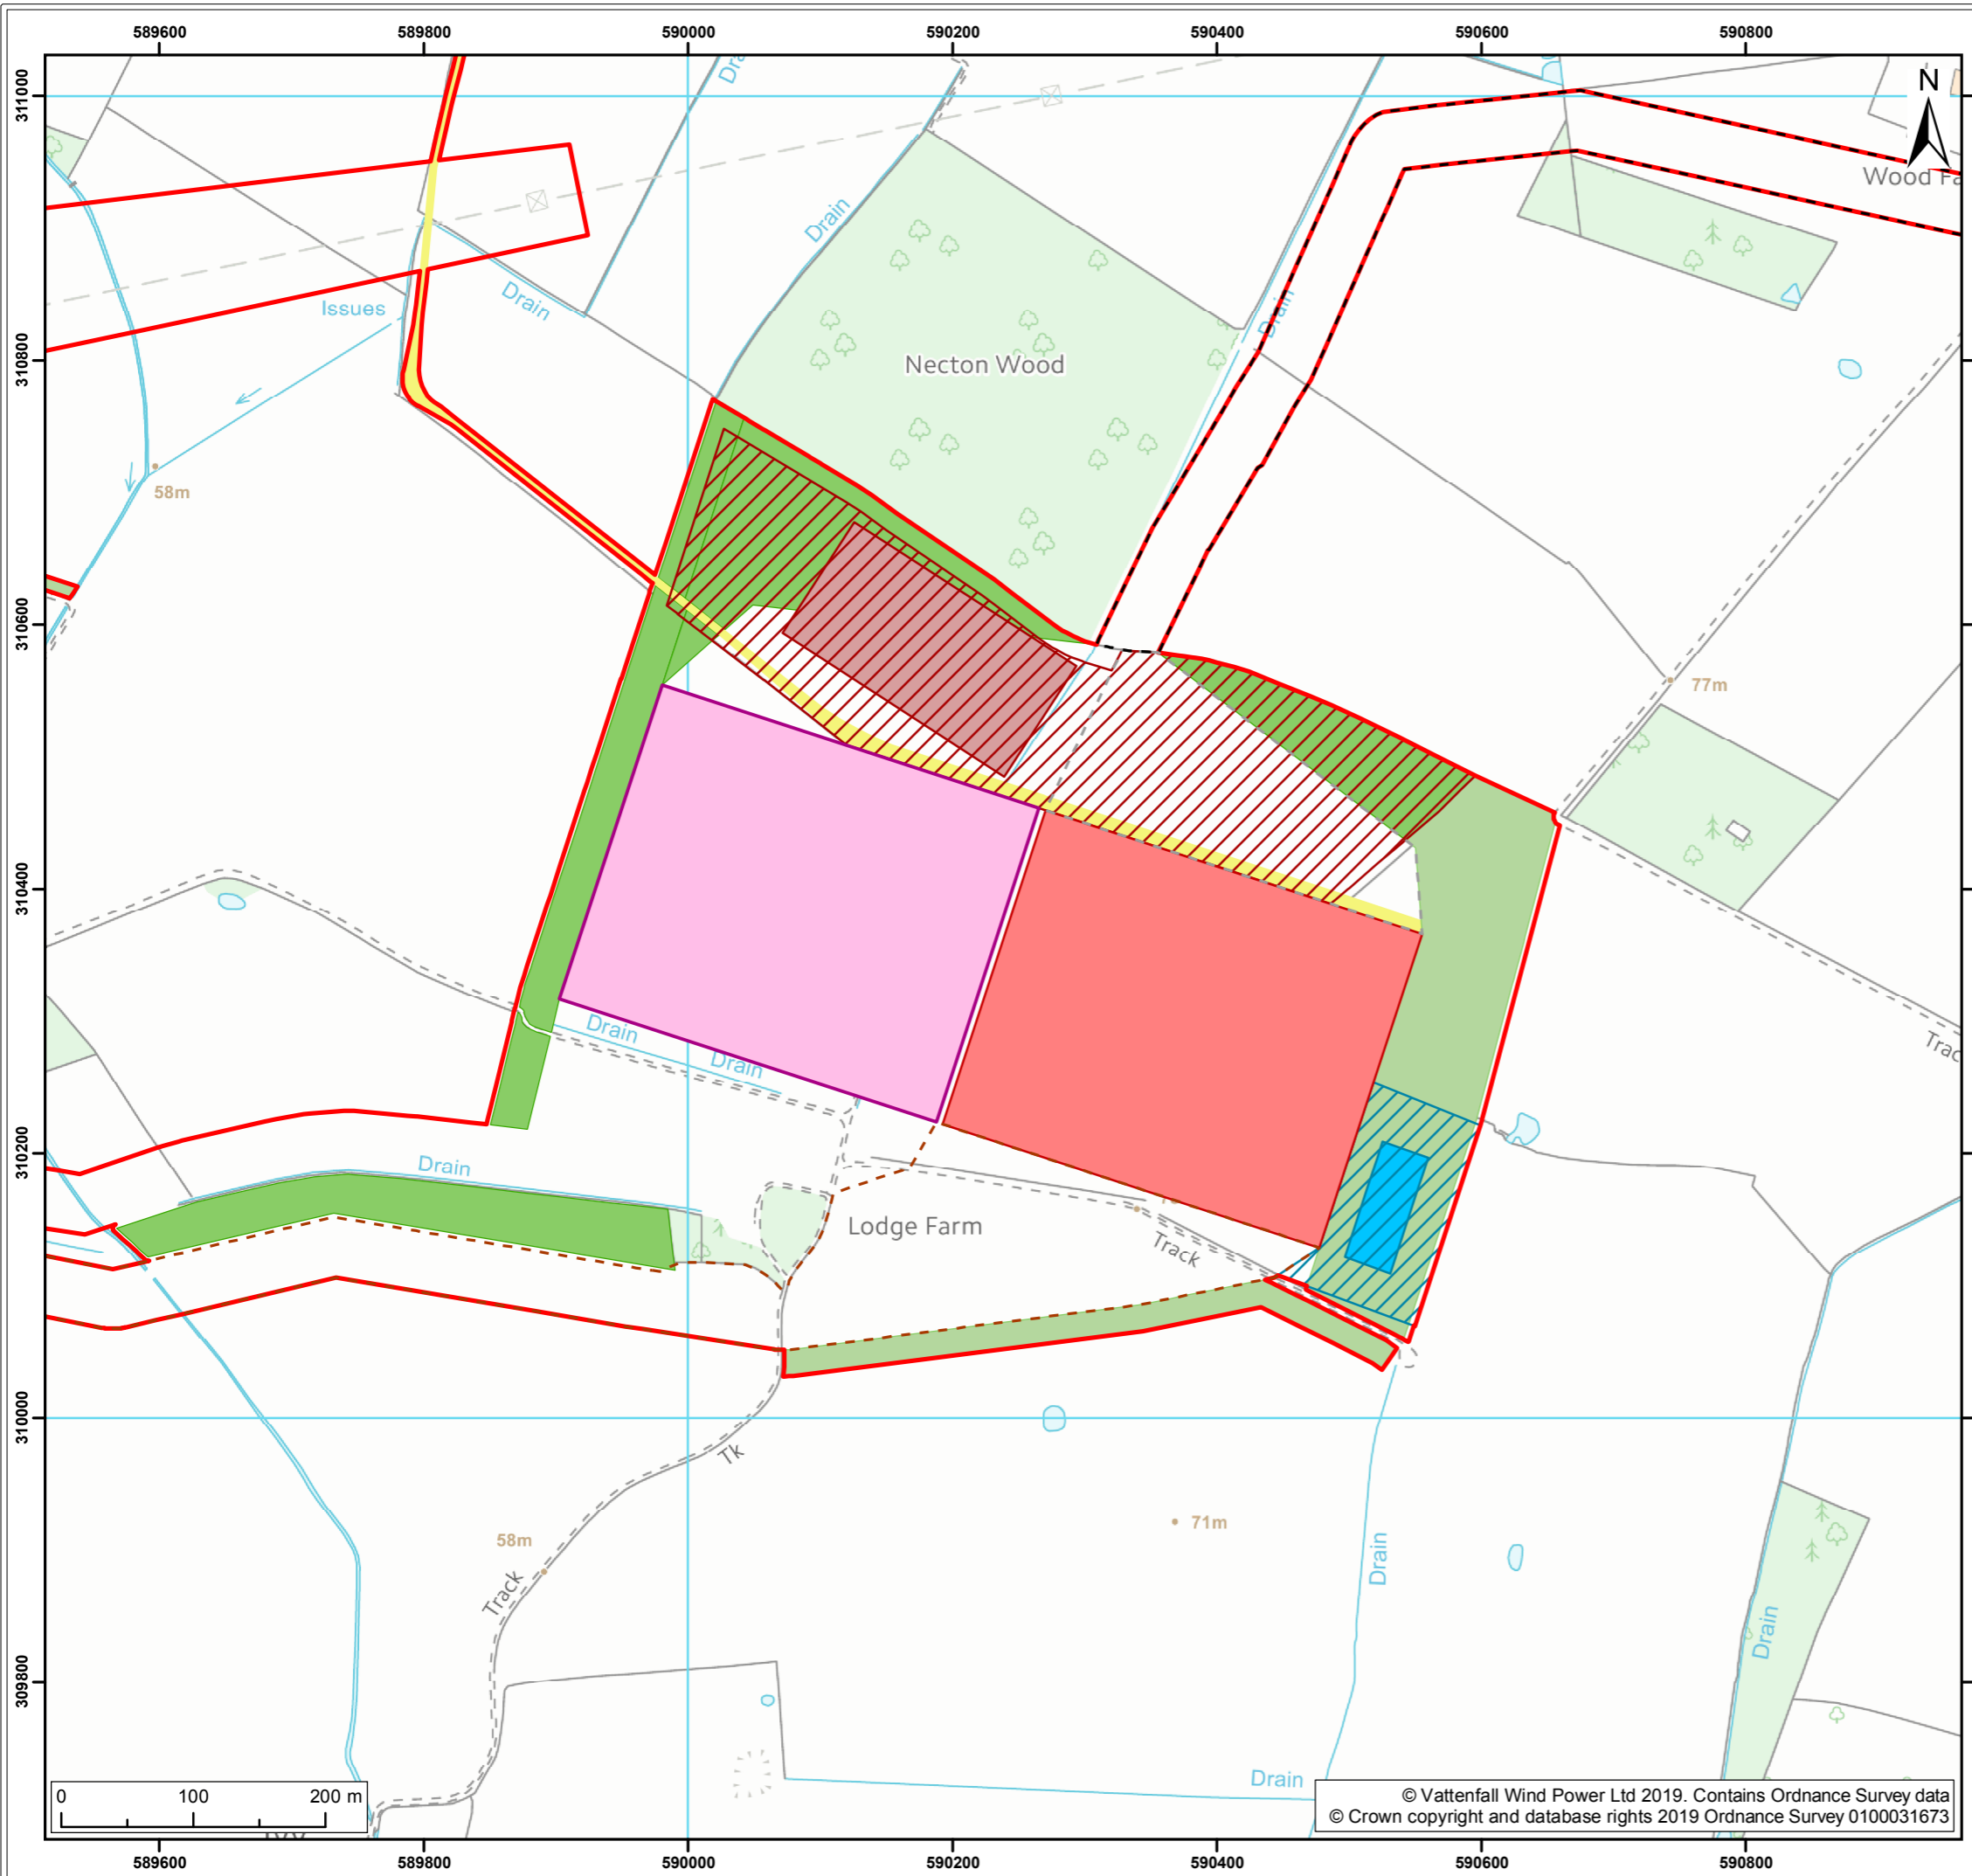 589600 589800 590000 590200 590400 590600 590800
311000
N
Drain
Wood Fa
Drain
Issues
Drain
Drain
310800
Necton Wood
58m
310600
77m
310400
Drain
Drain
Trac
310200
Drain
Lodge Farm
Track
310000
Tk
71m
58m
Drain
Track
Drain
309800
Drain
0 100 200 m
© Vattenfall Wind Power Ltd 2019. Contains Ordnance Survey data
© Crown copyright and database rights 2019 Ordnance Survey 0100031673
589600 589800 590000 590200 590400 590600 590800